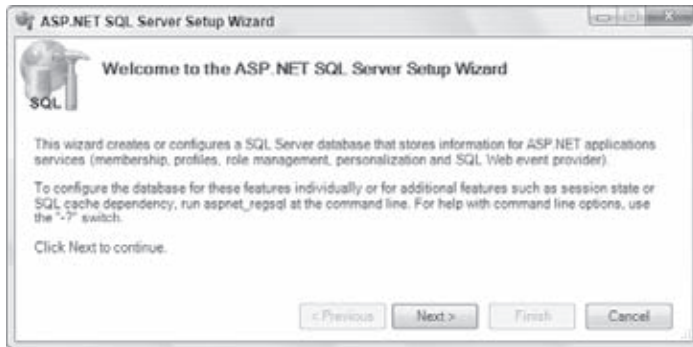 ASP.NET SQL Server Setup Wizard
Welcome to the ASP.NET SQL Server Setup Wizard
SQL
This wizard creates or configures a SQL Server database that stores information for ASP.NET applications
services (membership, profiles, role management, personalization and SQL Web event provider).
To configure the database for these features individually or for additional features such as session state or
SQL cache dependency, run aspnet_regsql at the command line. For help with command line options, use
the "-?" switch.
Click Next to continue.
< Previous Next > Finish Cancel